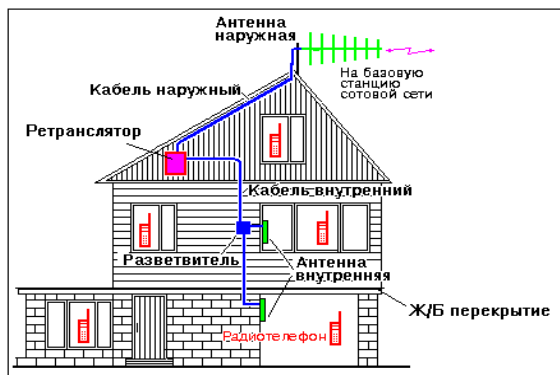 Антенна
наружная
На базовую
станцию
сотовой сети
Кабель наружный
Ретранслятор
Кабель внутренний
Разветвитель
Антенна
внутренняя
Ж/Б перекрытие
Радиотелефон